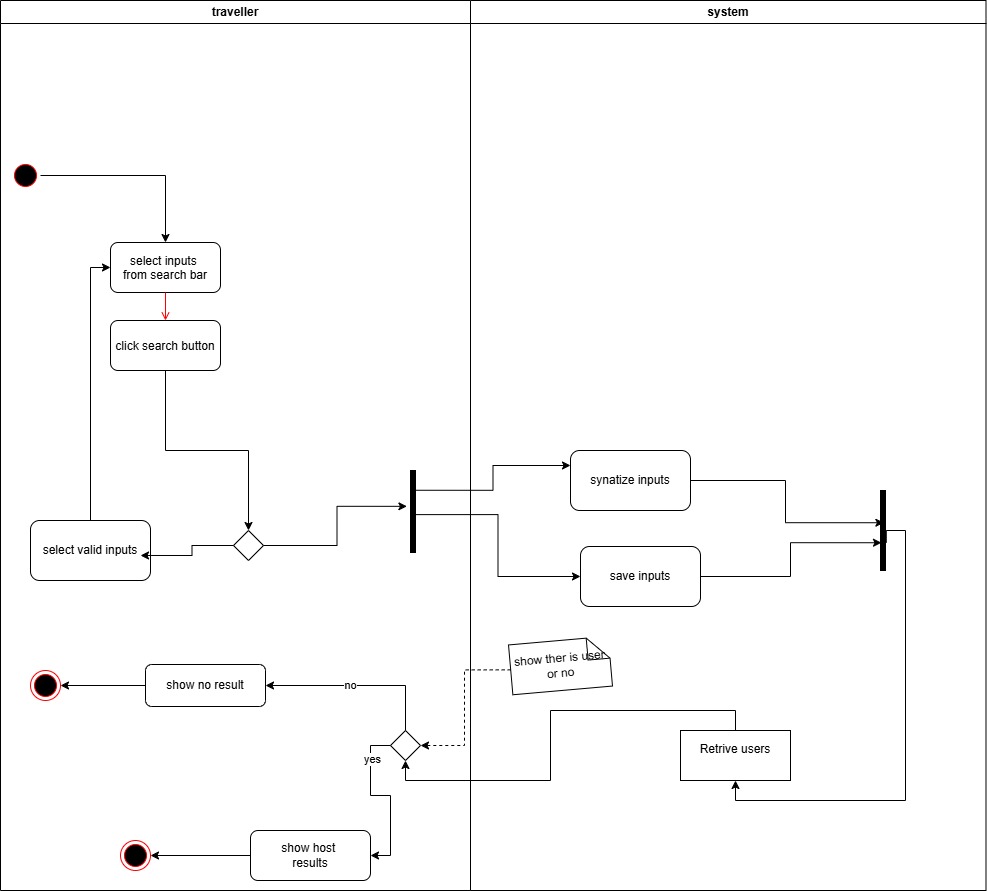 traveller
system
select inputs
from search bar
click search button
synatize inputs
select valid inputs
save inputs
show ther is user
or no
show no result
no
Retrive users
yes
show host
results